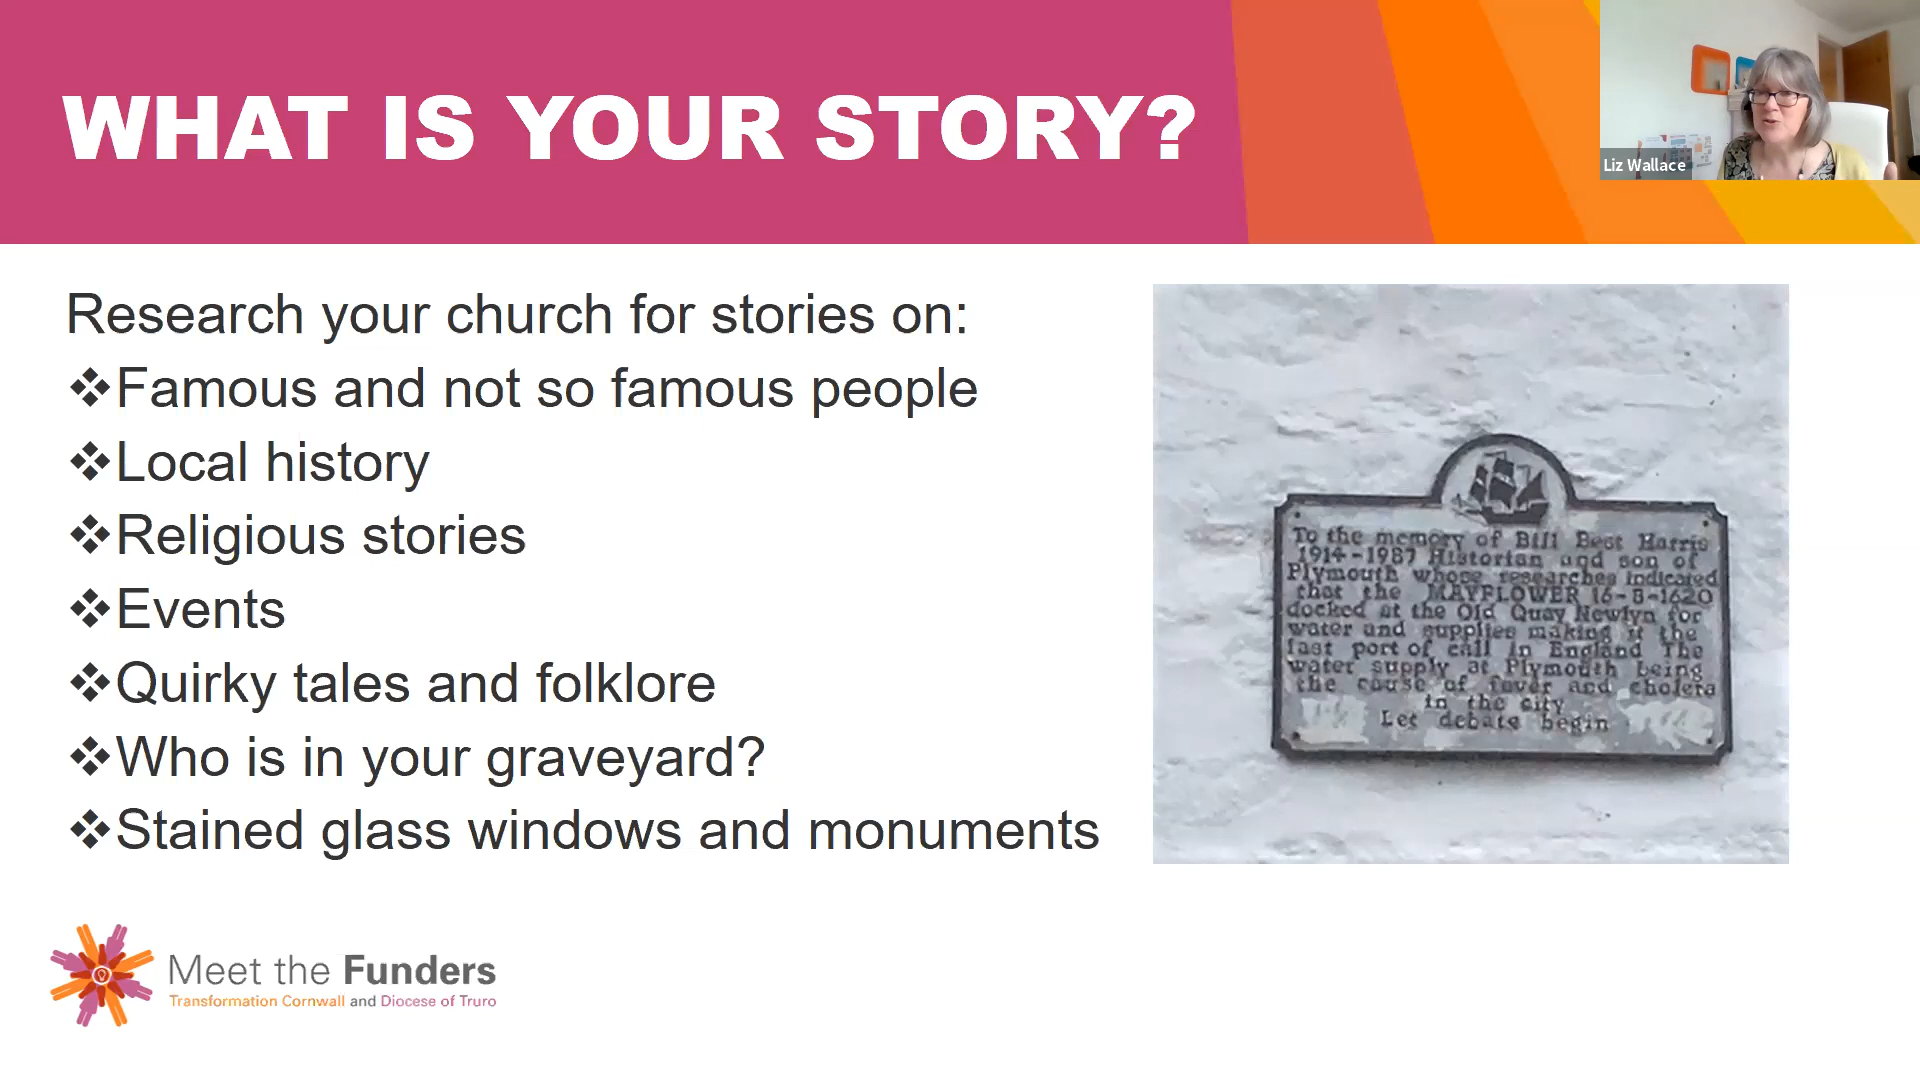 WHAT IS YOUR STORY?
Liz Wallace
Research your church for stories on:
❖Famous and not so famous people
❖Local history
❖Religious stories
❖Events
❖Quirky tales and folklore
❖Who is in your graveyard?
❖Stained glass windows and monuments
To the memory of Bill Best Harris
1914-1987 Historian and son of
Plymouth whose researches indicated
that the MAYFLOWER 16-8-1620
docked at the Old Quay Newlyn for
water and supplies making it the
last port of call in England The
water supply at Plymouth being
the cause of fever and cholera
in the city
Let debate begin
Meet the Funders
Transformation Cornwall and Diocese of Truro